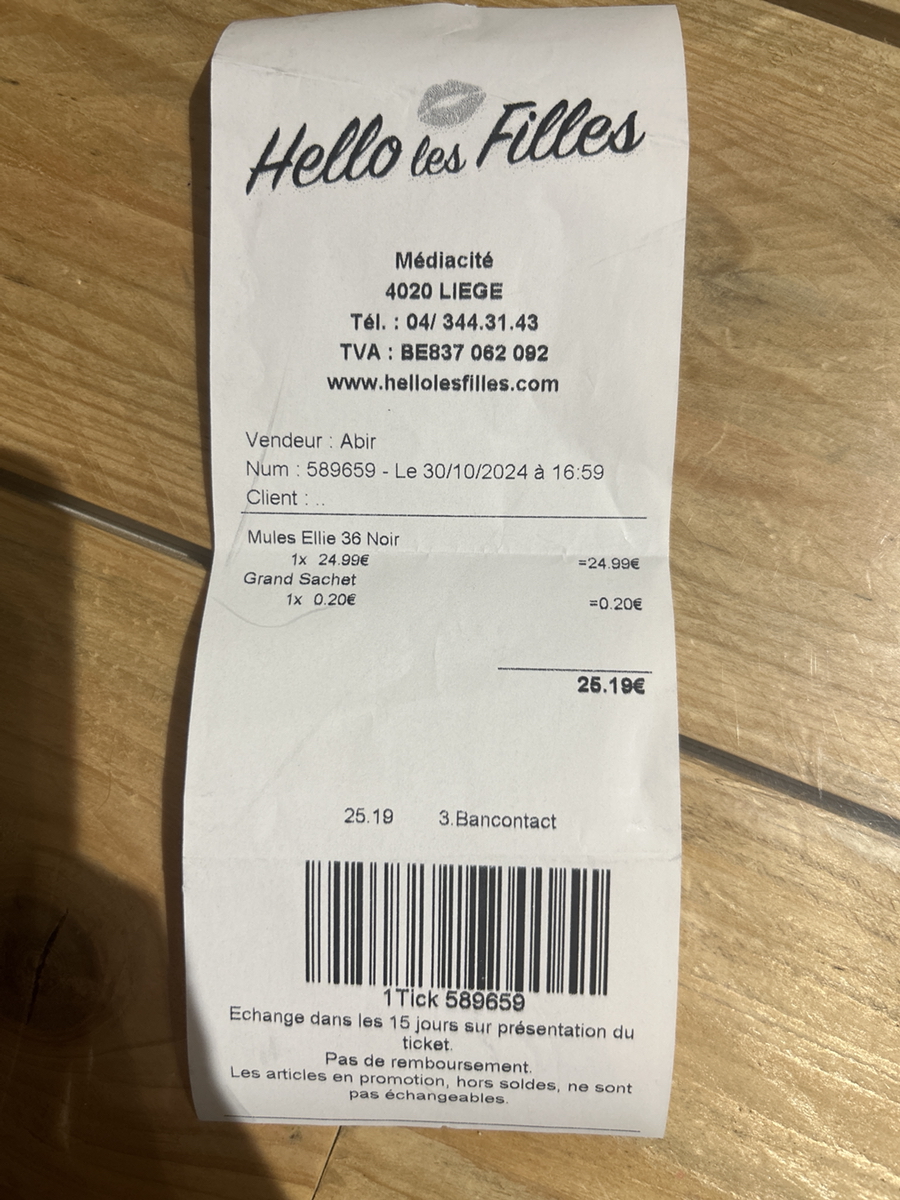 Hello les Filles
Médiacité
4020 LIEGE
Tél. : 04/ 344.31.43
TVA : BE837 062 092
www.hellolesfilles.com
Vendeur : Abir
Num : 589659 - Le 30/10/2024 à 16:59
Client : ..
Mules Ellie 36 Noir
1x 24.99€ =24.99€
Grand Sachet
1x 0.20€ =0.20€
25.19€
25.19 3.Bancontact
1Tick 589659
Echange dans les 15 jours sur présentation du
ticket.
Pas de remboursement.
Les articles en promotion, hors soldes, ne sont
pas échangeables.